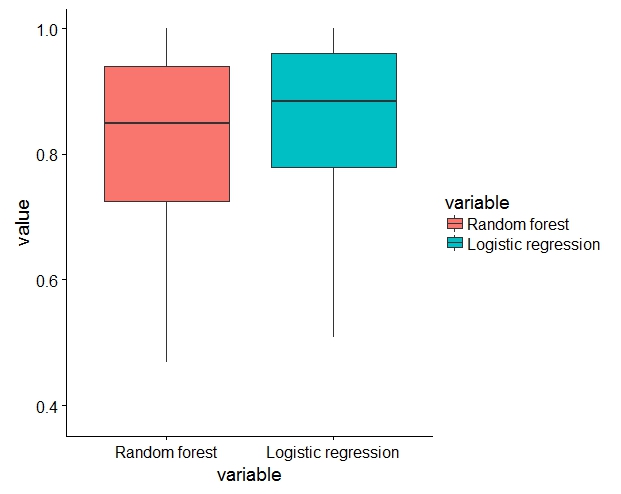 1.0
0.8
0.6
0.4
value
Random forest
Logistic regression
variable
variable
Random forest
Logistic regression